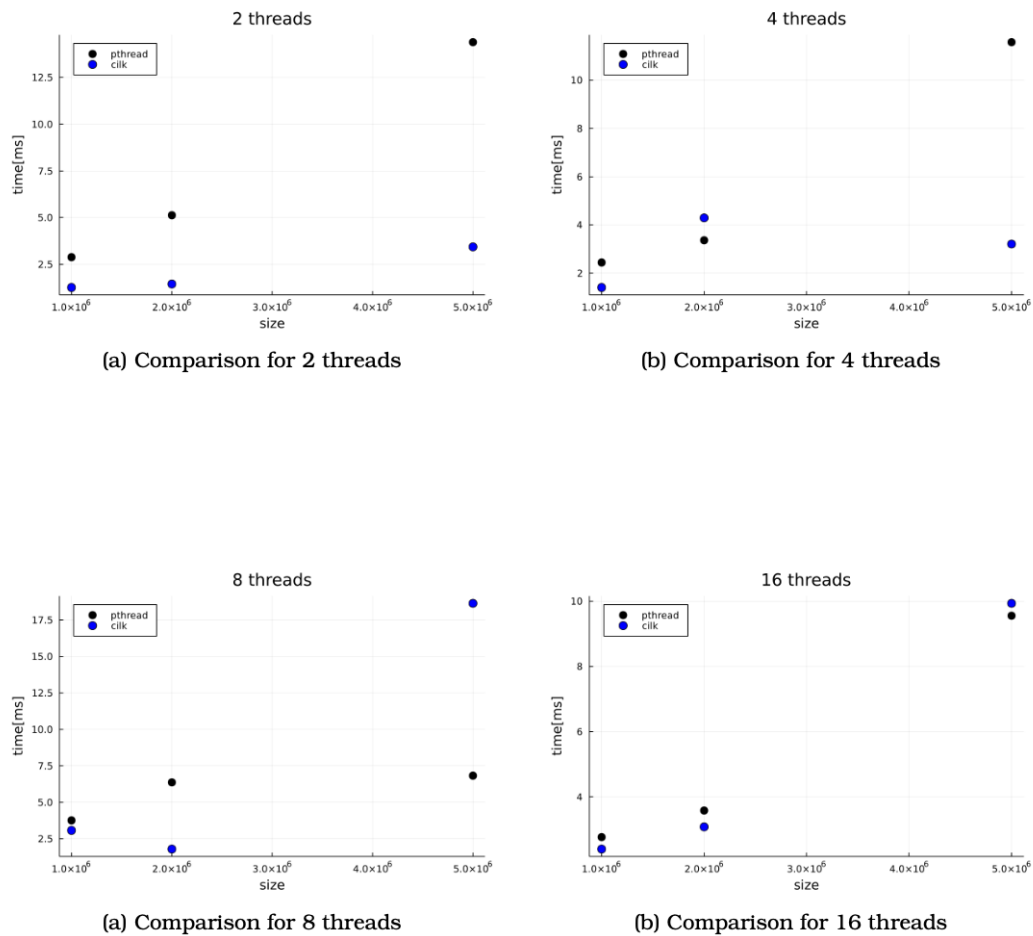 2 threads
pthread
cilk
12.5
10.0
7.5
5.0
2.5
time[ms]
1.0×10⁶ 2.0×10⁶ 3.0×10⁶ 4.0×10⁶ 5.0×10⁶
size
(a) Comparison for 2 threads
4 threads
pthread
cilk
10
8
6
4
2
time[ms]
1.0×10⁶ 2.0×10⁶ 3.0×10⁶ 4.0×10⁶ 5.0×10⁶
size
(b) Comparison for 4 threads
8 threads
pthread
cilk
17.5
15.0
12.5
10.0
7.5
5.0
2.5
time[ms]
1.0×10⁶ 2.0×10⁶ 3.0×10⁶ 4.0×10⁶ 5.0×10⁶
size
(a) Comparison for 8 threads
16 threads
pthread
cilk
10
8
6
4
time[ms]
1.0×10⁶ 2.0×10⁶ 3.0×10⁶ 4.0×10⁶ 5.0×10⁶
size
(b) Comparison for 16 threads